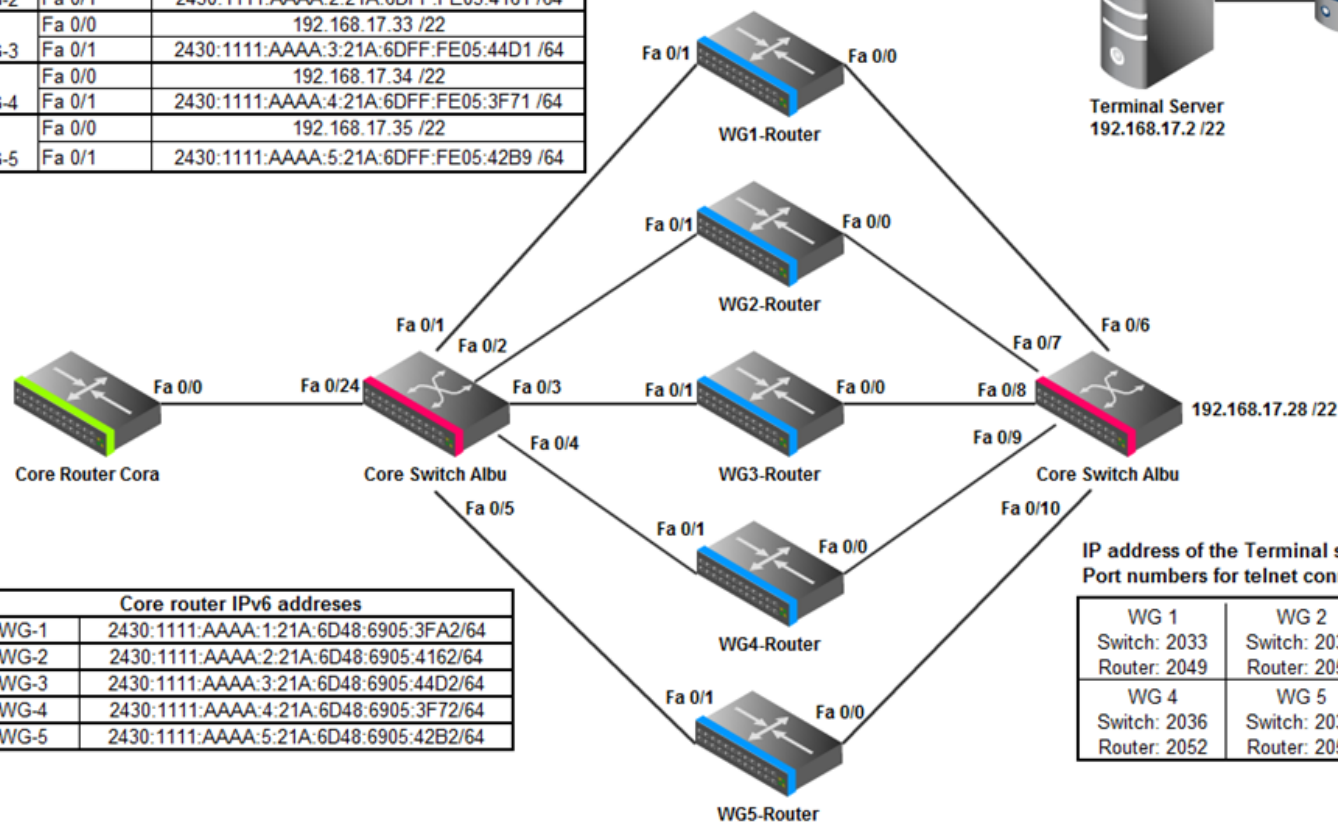 Fa 0/0 192.168.17.33 /22
Fa 0/1 2430:1111:AAAA:3:21A:6DFF:FE05:44D1 /64
Fa 0/0 192.168.17.34 /22
-4 Fa 0/1 2430:1111:AAAA:4:21A:6DFF:FE05:3F71 /64
Fa 0/0 192.168.17.35 /22
-5 Fa 0/1 2430:1111:AAAA:5:21A:6DFF:FE05:42B9 /64
Terminal Server
192.168.17.2 /22
Fa 0/1
Fa 0/0
WG1-Router
Fa 0/1
Fa 0/0
WG2-Router
Fa 0/1
Fa 0/2
Fa 0/7
Fa 0/6
Fa 0/0
Fa 0/24
Fa 0/3
Fa 0/1
Fa 0/0
Fa 0/8
192.168.17.28 /22
Fa 0/4
Fa 0/9
Core Router Cora
Core Switch Albu
WG3-Router
Core Switch Albu
Fa 0/5
Fa 0/10
Fa 0/1
Fa 0/0
WG4-Router
Fa 0/1
Fa 0/0
WG5-Router
Core router IPv6 addreses
WG-1 2430:1111:AAAA:1:21A:6D48:6905:3FA2/64
WG-2 2430:1111:AAAA:2:21A:6D48:6905:4162/64
WG-3 2430:1111:AAAA:3:21A:6D48:6905:44D2/64
WG-4 2430:1111:AAAA:4:21A:6D48:6905:3F72/64
WG-5 2430:1111:AAAA:5:21A:6D48:6905:42B2/64
IP address of the Terminal
Port numbers for telnet
WG 1 WG 2
Switch: 2033 Switch:
Router: 2049 Router:
WG 4 WG 5
Switch: 2036 Switch:
Router: 2052 Router: